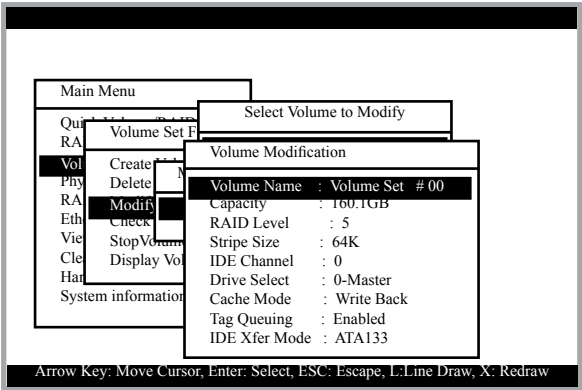 Main Menu
Select Volume to Modify
RA
Volume Set F
Volume Modification
Vol
Create
Phy
Delete
Volume Name : Volume Set # 00
RA
Modify
Capacity : 160.1GB
Eth
Check
RAID Level : 5
Vie
Stripe Size : 64K
Cle
Display Vol
IDE Channel : 0
Har
Drive Select : 0-Master
System information
Cache Mode : Write Back
Tag Queuing : Enabled
IDE Xfer Mode : ATA133
Arrow Key: Move Cursor, Enter: Select, ESC: Escape, L:Line Draw, X: Redraw